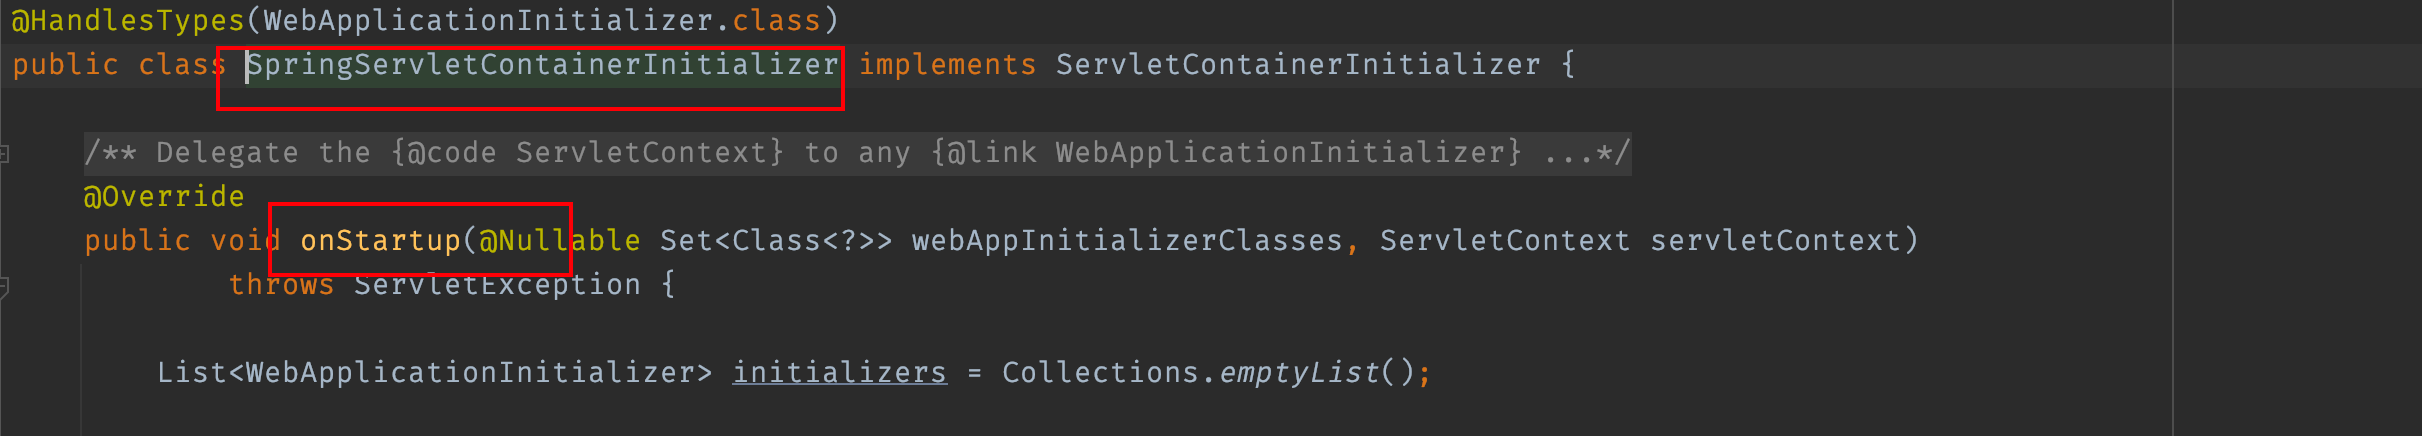 @HandlesTypes(WebApplicationInitializer.class)
public class SpringServletContainerInitializer implements ServletContainerInitializer {
/** Delegate the {@code ServletContext} to any {@link WebApplicationInitializer} ...*/
@Override
public void onStartup(@Nullable Set<Class<?>> webAppInitializerClasses, ServletContext servletContext)
throws ServletException {
List<WebApplicationInitializer> initializers = Collections.emptyList();